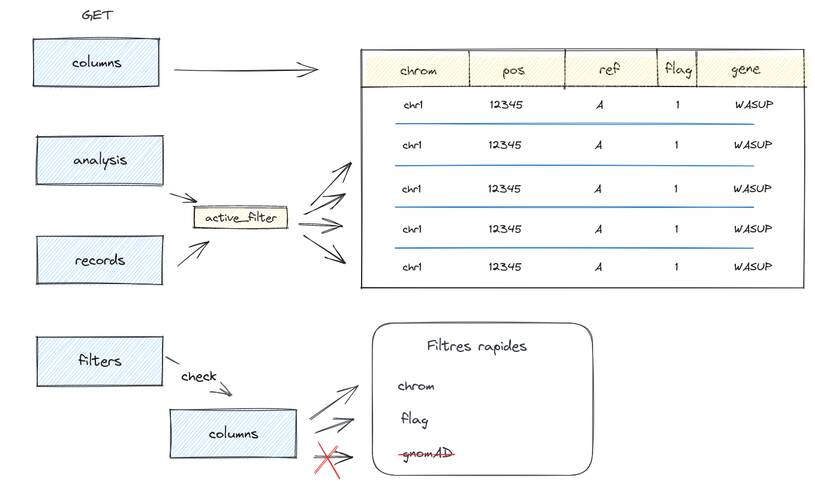 GET
columns
chrom pos ref flag gene
chr1 12345 A 1 WASUP
chr1 12345 A 1 WASUP
chr1 12345 A 1 WASUP
chr1 12345 A 1 WASUP
chr1 12345 A 1 WASUP
analysis
active_filter
records
filters
check
columns
Filtres rapides
chrom
flag
gnomAD